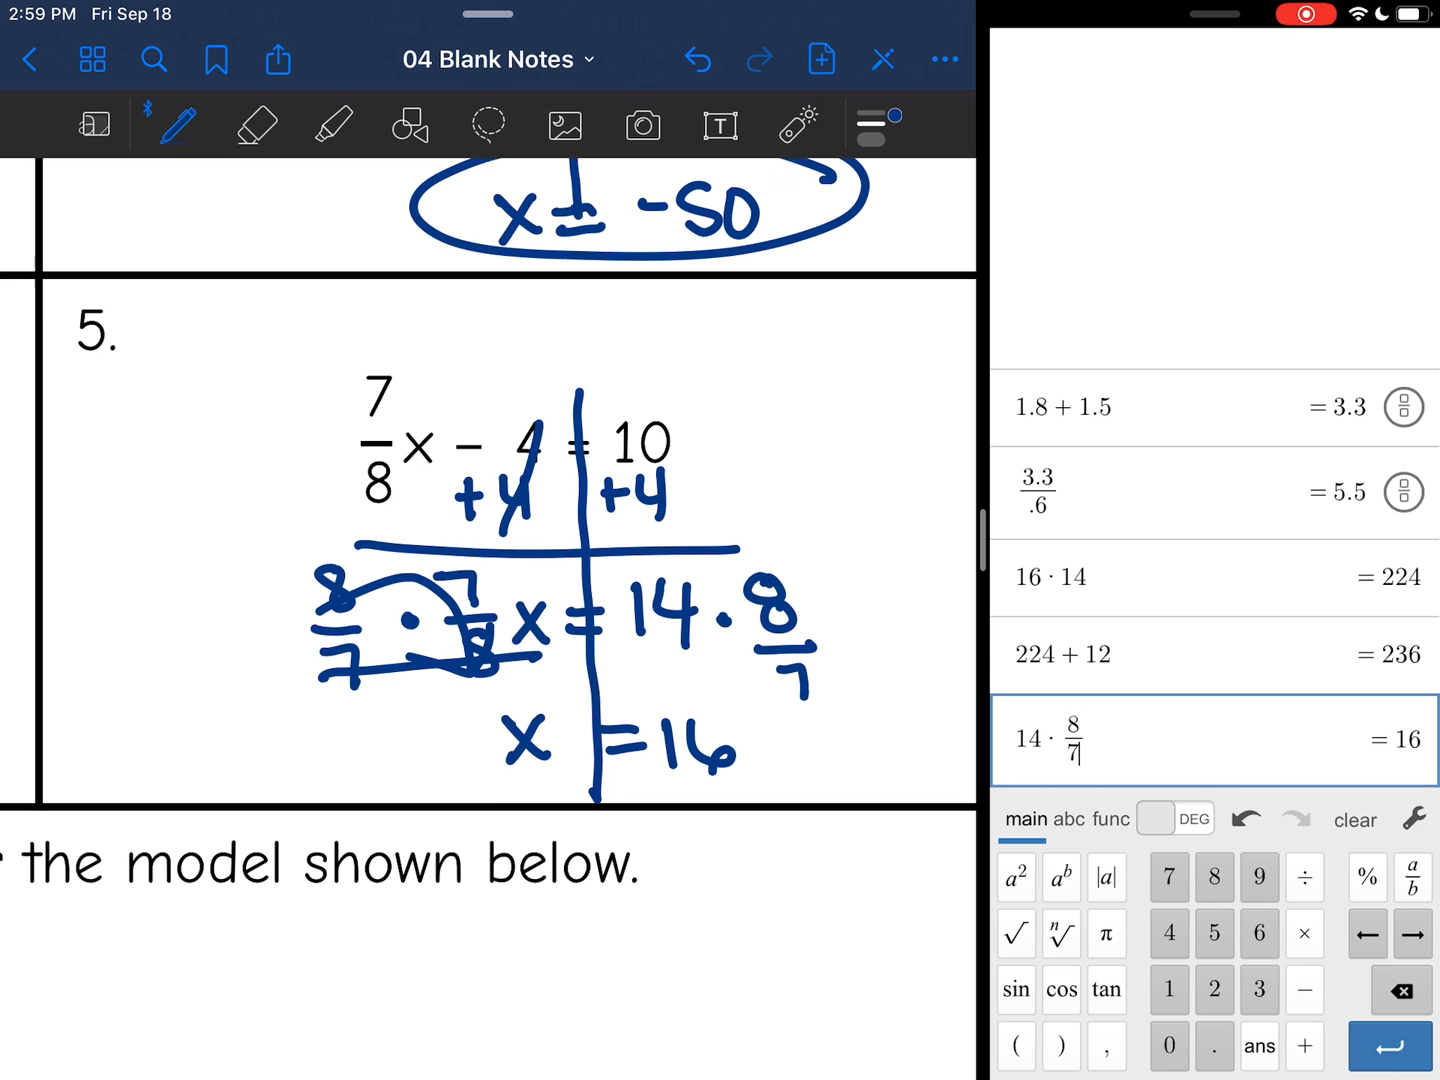 2:59 PM Fri Sep 18
04 Blank Notes
T
x = -50
5.
7/8 x - 4 = 10
+4 +4
8/7 · 7/8 x = 14 · 8/7
x = 16
the model shown below.
1.8 + 1.5 = 3.3
3.3/.6 = 5.5
16 · 14 = 224
224 + 12 = 236
14 · 8/7 = 16
main abc func DEG clear
a² aᵇ |a| 7 8 9 ÷ % a/b
√ ⁿ√ π 4 5 6 × ← →
sin cos tan 1 2 3 −
( ) , 0 . ans +